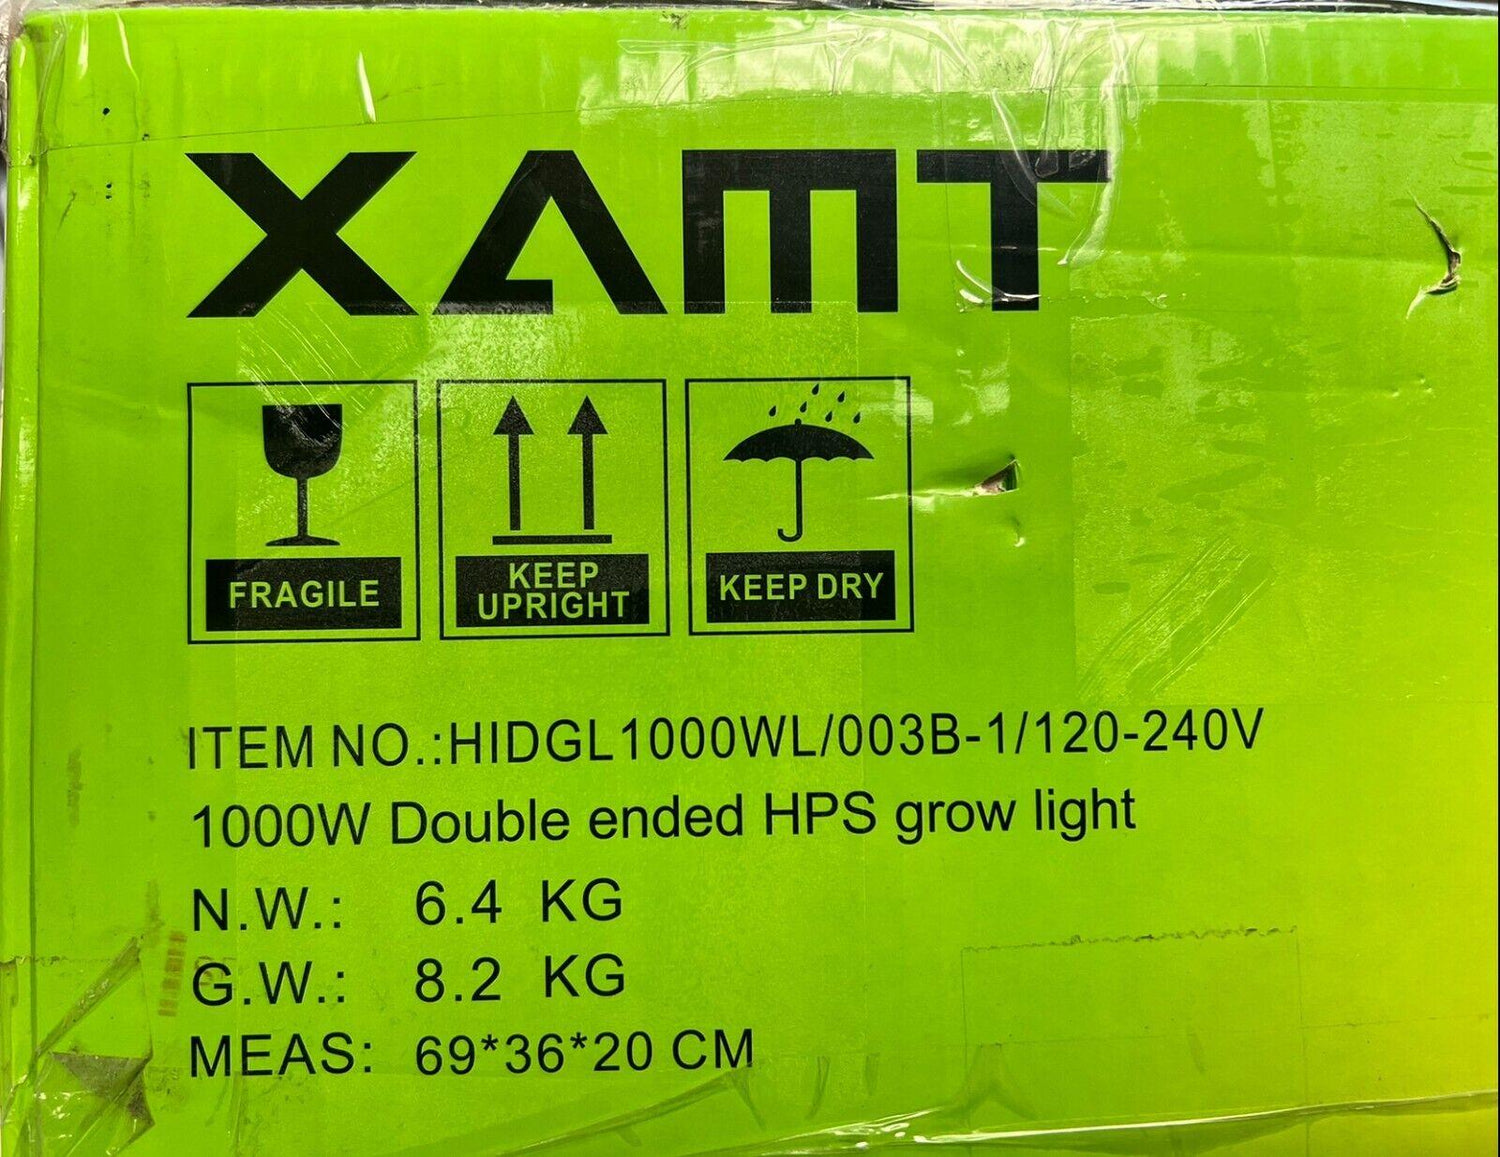 XAMT
FRAGILE
KEEP
UPRIGHT
KEEP DRY
ITEM NO.:HIDGL1000WL/003B-1/120-240V
1000W Double ended HPS grow light
N.W.: 6.4 KG
G.W.: 8.2 KG
MEAS: 69*36*20 CM